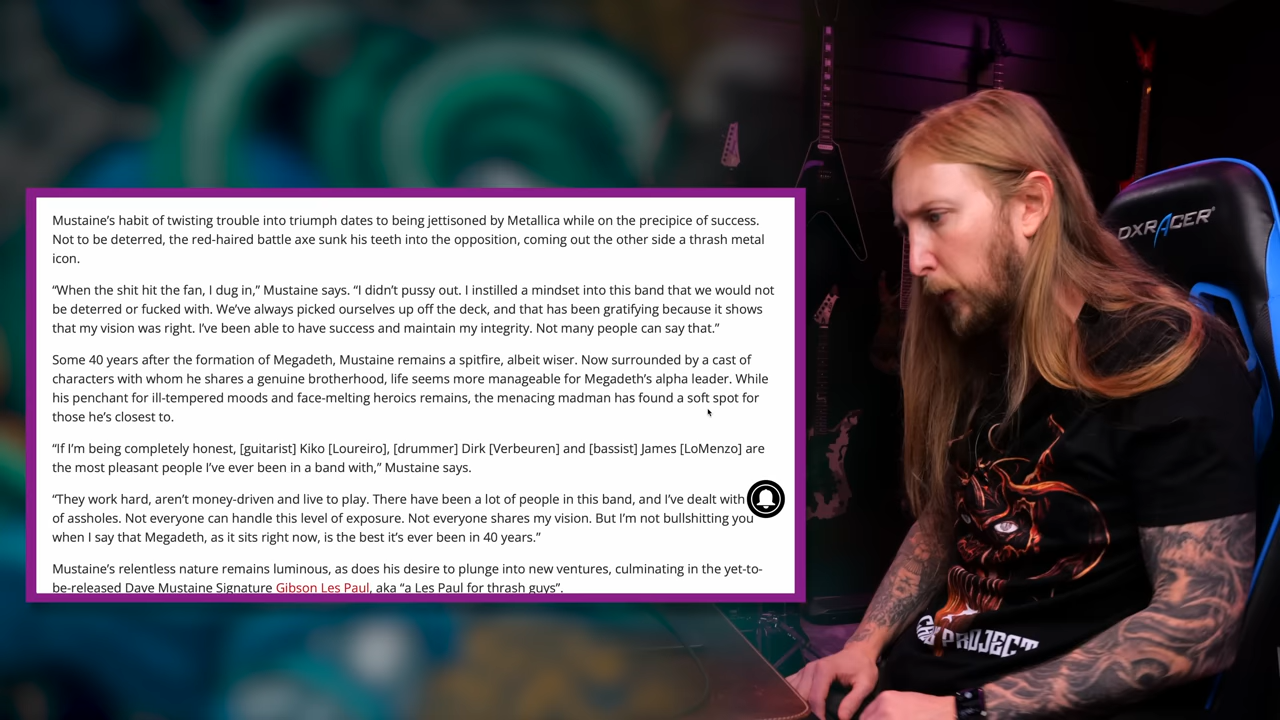 Mustaine’s habit of twisting trouble into triumph dates to being jettisoned by Metallica while on the precipice of success.
Not to be deterred, the red-haired battle axe sunk his teeth into the opposition, coming out the other side a thrash metal
icon.
“When the shit hit the fan, I dug in,” Mustaine says. “I didn’t pussy out. I instilled a mindset into this band that we would not
be deterred or fucked with. We’ve always picked ourselves up off the deck, and that has been gratifying because it shows
that my vision was right. I’ve been able to have success and maintain my integrity. Not many people can say that.”
Some 40 years after the formation of Megadeth, Mustaine remains a spitfire, albeit wiser. Now surrounded by a cast of
characters with whom he shares a genuine brotherhood, life seems more manageable for Megadeth’s alpha leader. While
his penchant for ill-tempered moods and face-melting heroics remains, the menacing madman has found a soft spot for
those he’s closest to.
“If I’m being completely honest, [guitarist] Kiko [Loureiro], [drummer] Dirk [Verbeuren] and [bassist] James [LoMenzo] are
the most pleasant people I’ve ever been in a band with,” Mustaine says.
“They work hard, aren’t money-driven and live to play. There have been a lot of people in this band, and I’ve dealt with
of assholes. Not everyone can handle this level of exposure. Not everyone shares my vision. But I’m not bullshitting you
when I say that Megadeth, as it sits right now, is the best it’s ever been in 40 years.”
Mustaine’s relentless nature remains luminous, as does his desire to plunge into new ventures, culminating in the yet-to-
be-released Dave Mustaine Signature Gibson Les Paul, aka “a Les Paul for thrash guys”.
DXRACER
PROJECT